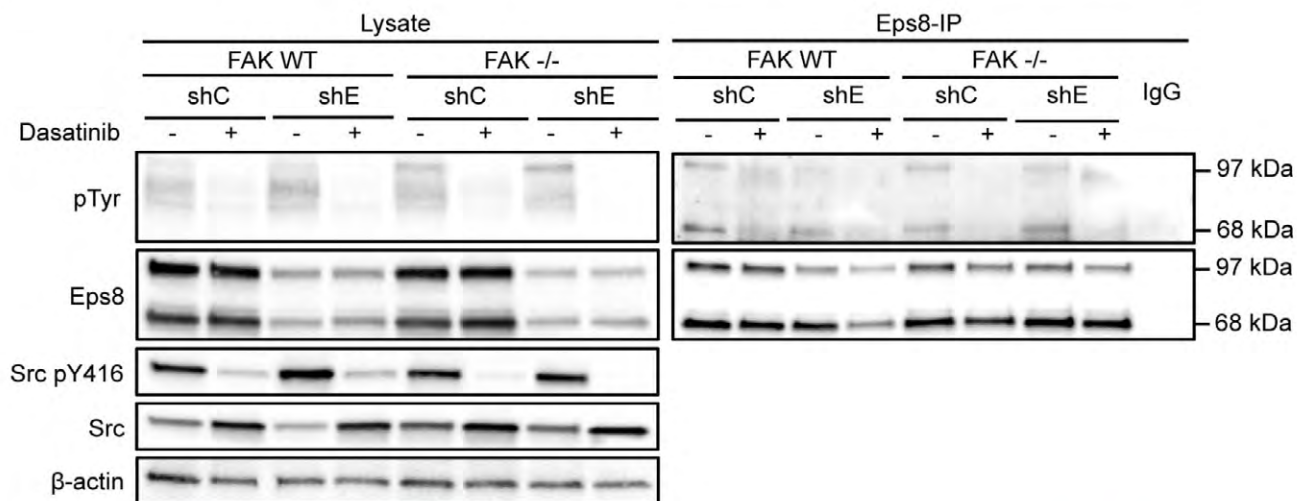 Lysate Eps8-IP
FAK WT FAK -/- FAK WT FAK -/-
shC shE shC shE shC shE shC shE IgG
Dasatinib - + - + - + - + - + - + - + - +
pTyr 97 kDa
68 kDa
Eps8 97 kDa
68 kDa
Src pY416
Src
β-actin